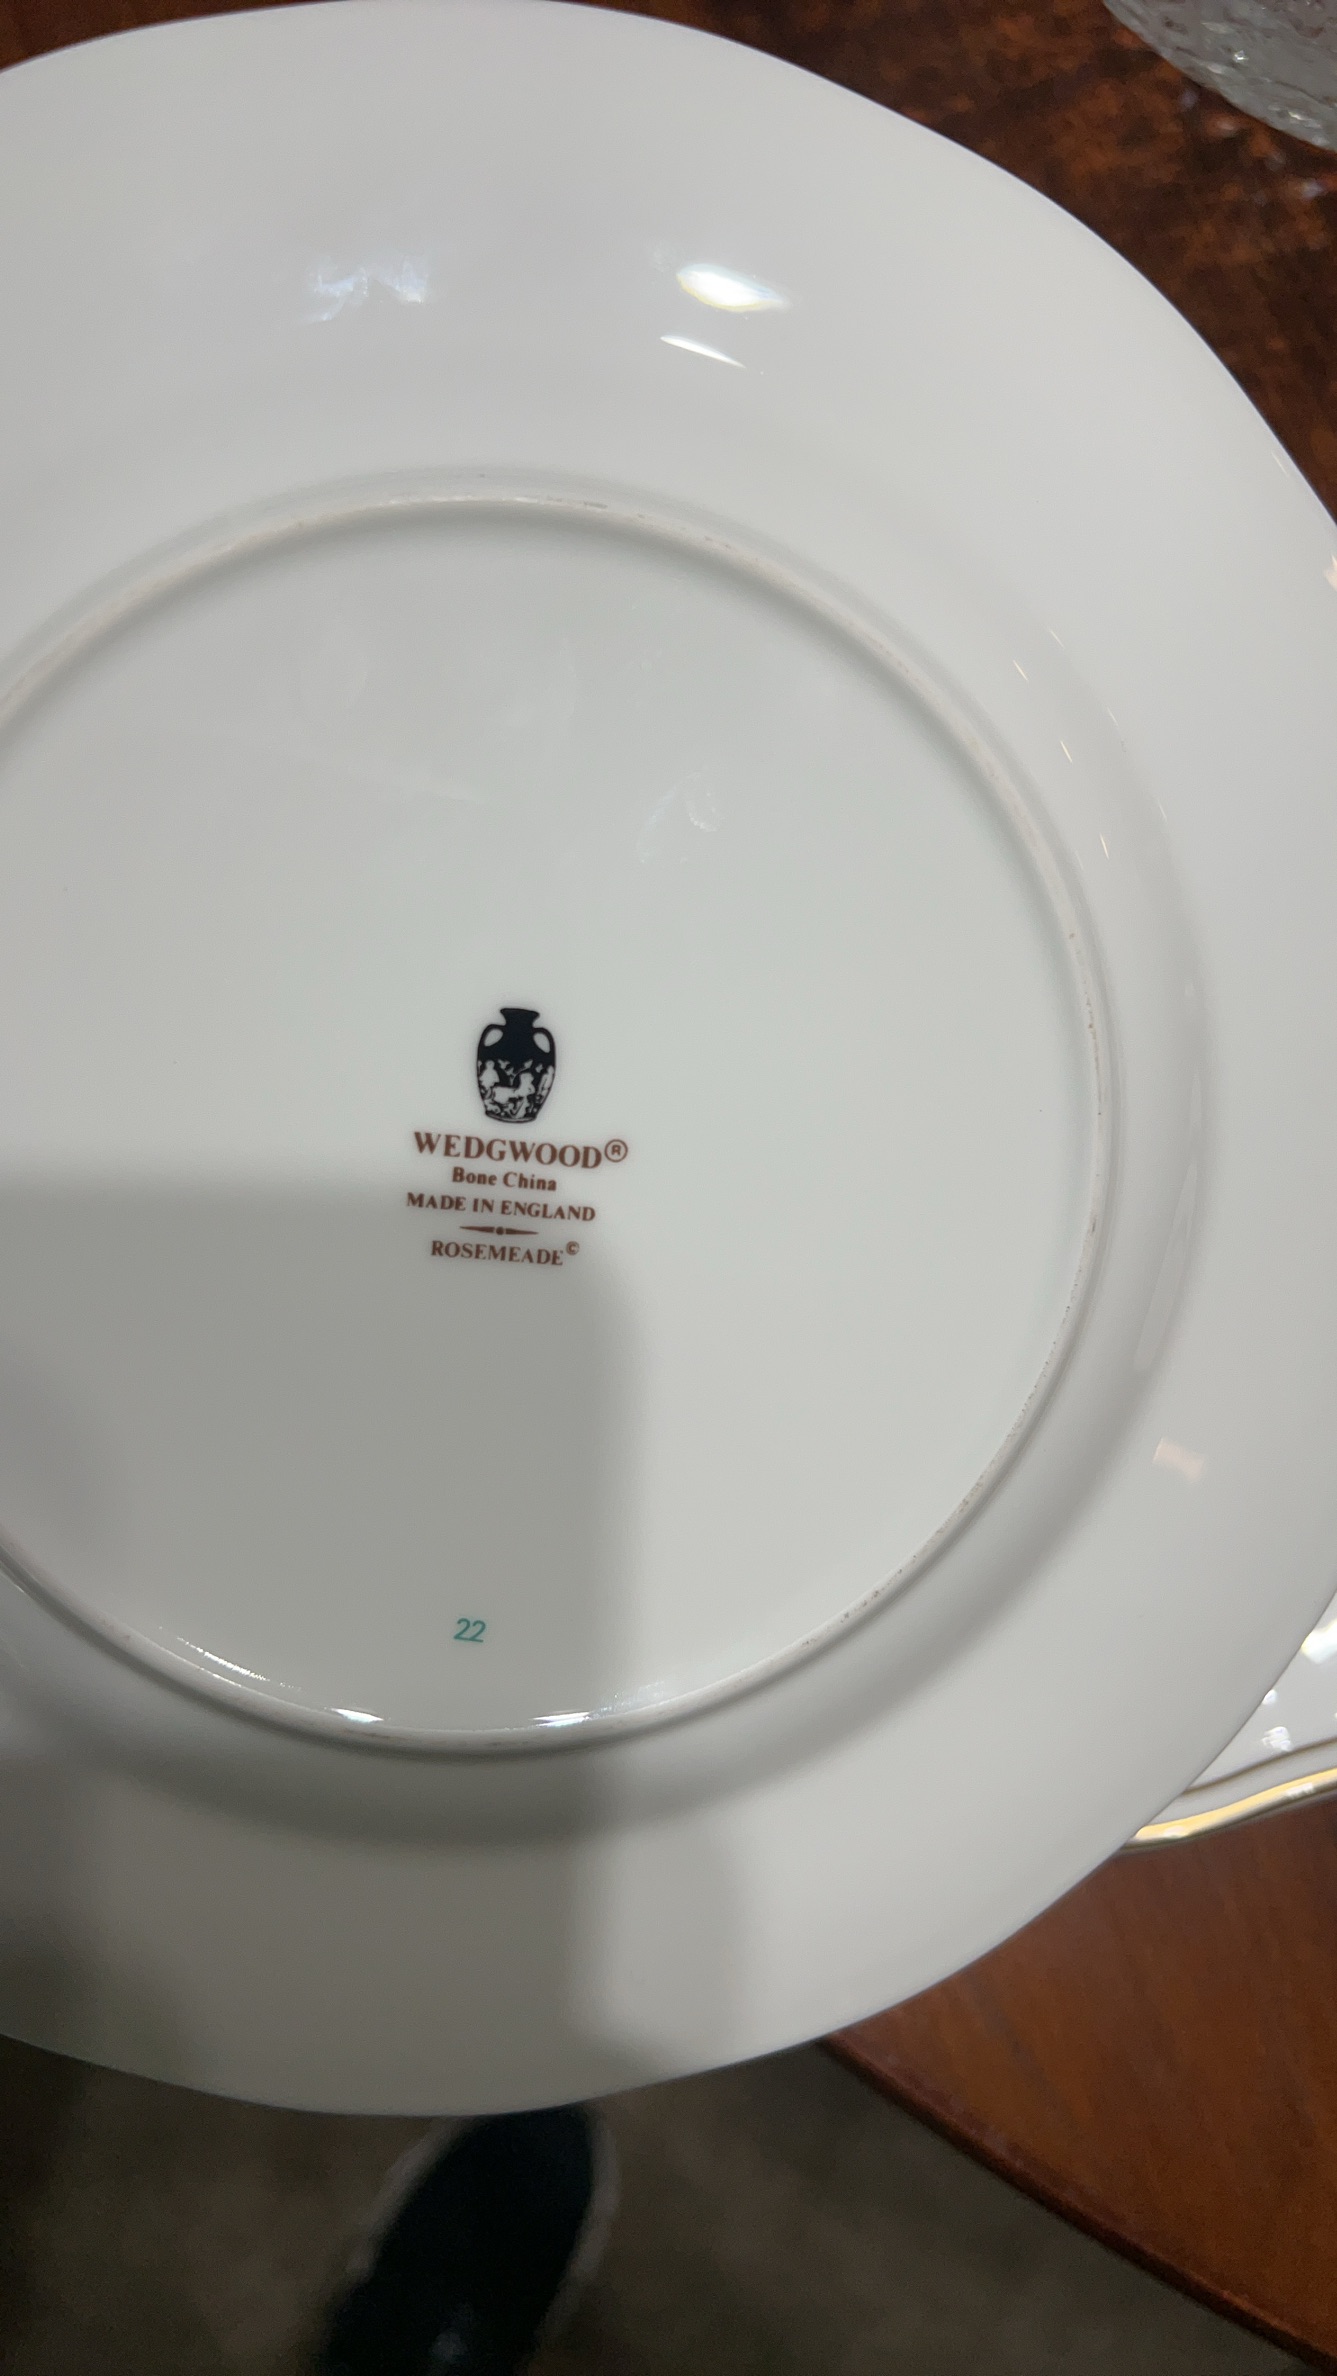 WEDGWOOD®
Bone China
MADE IN ENGLAND
ROSEMEADE©
22